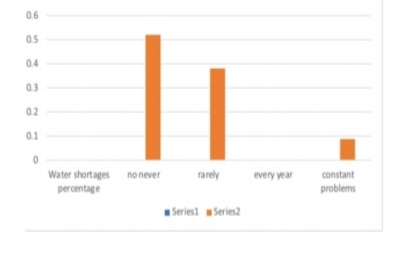 0.6
0.5
0.4
0.3
0.2
0.1
0
Water shortages
percentage
no never
rarely
every year
constant
problems
Series1 Series2